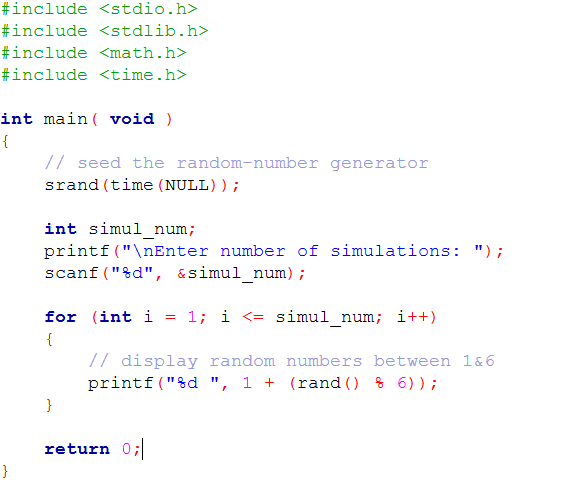 #include <stdio.h>
#include <stdlib.h>
#include <math.h>
#include <time.h>

int main( void )
{
    // seed the random-number generator
    srand(time(NULL));

    int simul_num;
    printf("\nEnter number of simulations: ");
    scanf("%d", &simul_num);

    for (int i = 1; i <= simul_num; i++)
    {
        // display random numbers between 1&6
        printf("%d ", 1 + (rand() % 6));
    }

    return 0;
}